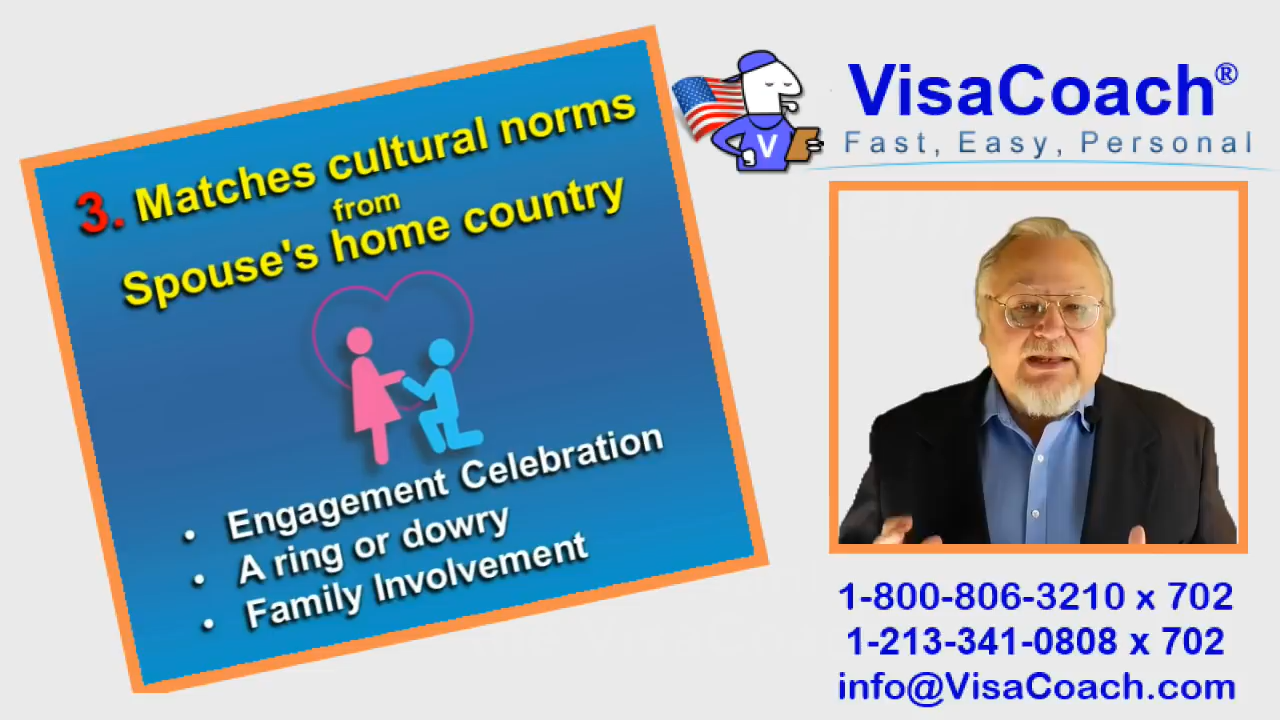 3. Matches cultural norms
from
Spouse's home country
• Engagement Celebration
• A ring or dowry
• Family Involvement
VisaCoach®
Fast, Easy, Personal
V
1-800-806-3210 x 702
1-213-341-0808 x 702
info@VisaCoach.com